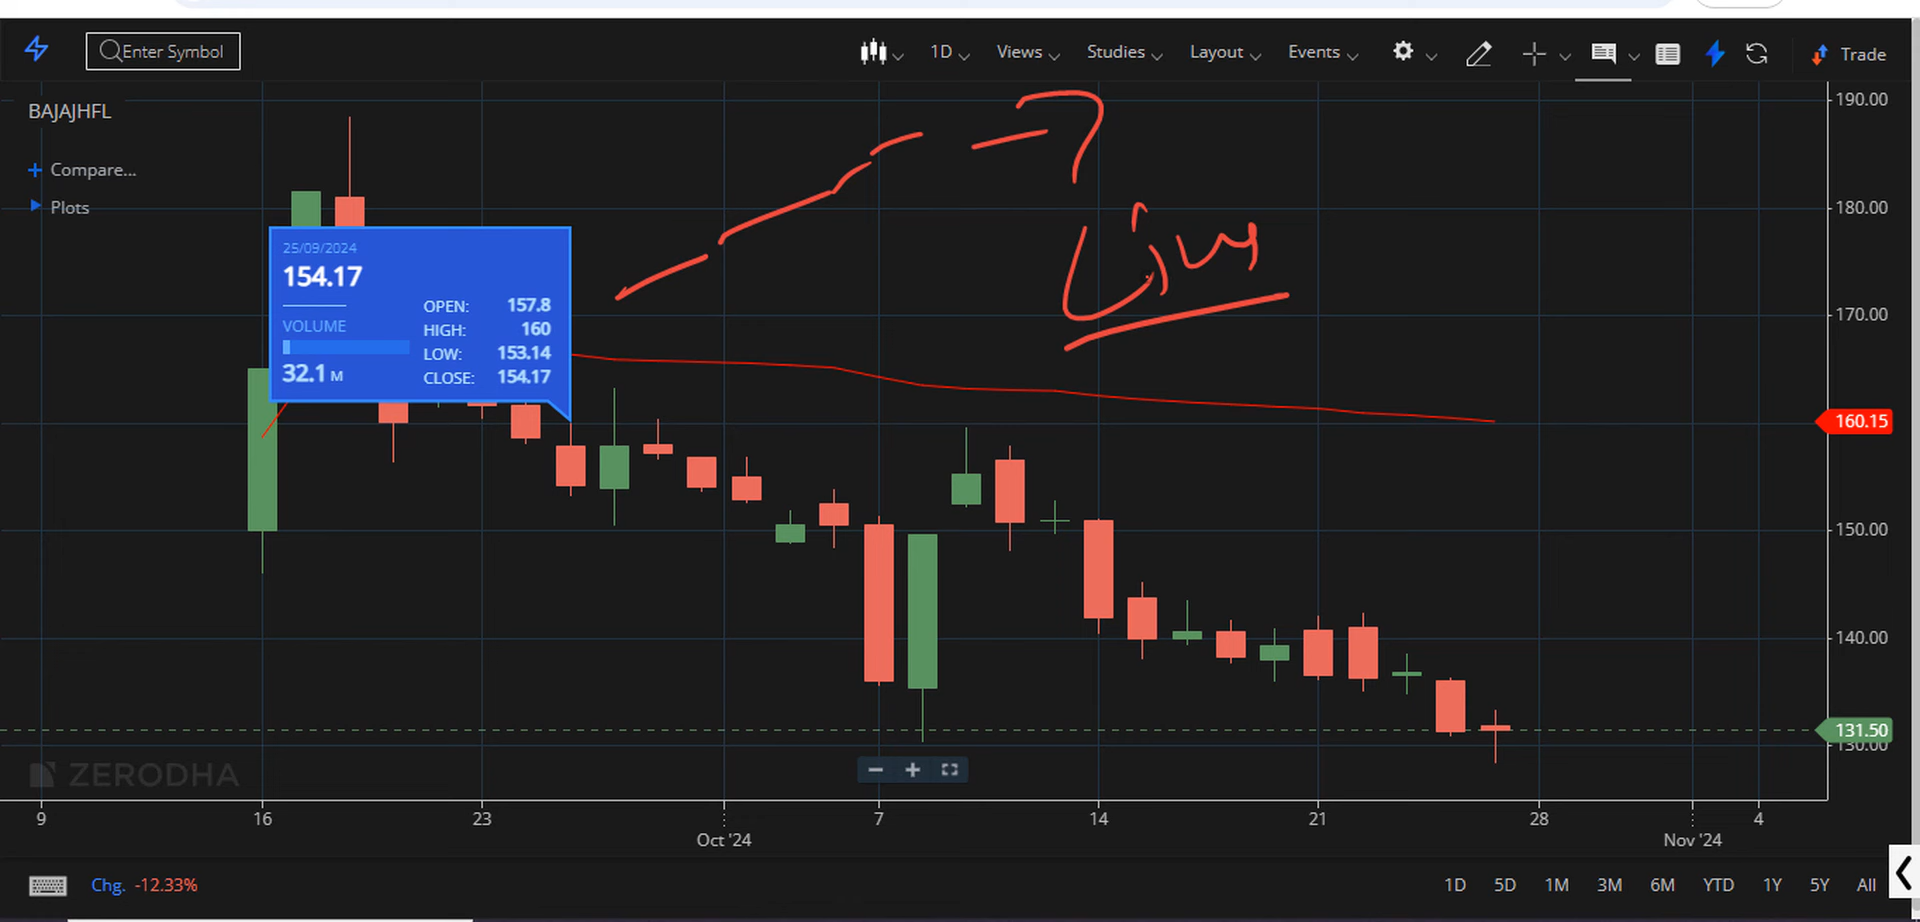 Enter Symbol 1D Views Studies Layout Events Trade
BAJAJHFL
Compare...
Plots
25/09/2024
154.17
VOLUME
32.1 M
OPEN: 157.8
HIGH: 160
LOW: 153.14
CLOSE: 154.17
190.00
180.00
170.00
160.15
150.00
140.00
131.50
130.00
ZERODHA
9 16 23 7 14 21 28 4
Oct '24 Nov '24
Chg. -12.33% 1D 5D 1M 3M 6M YTD 1Y 5Y All